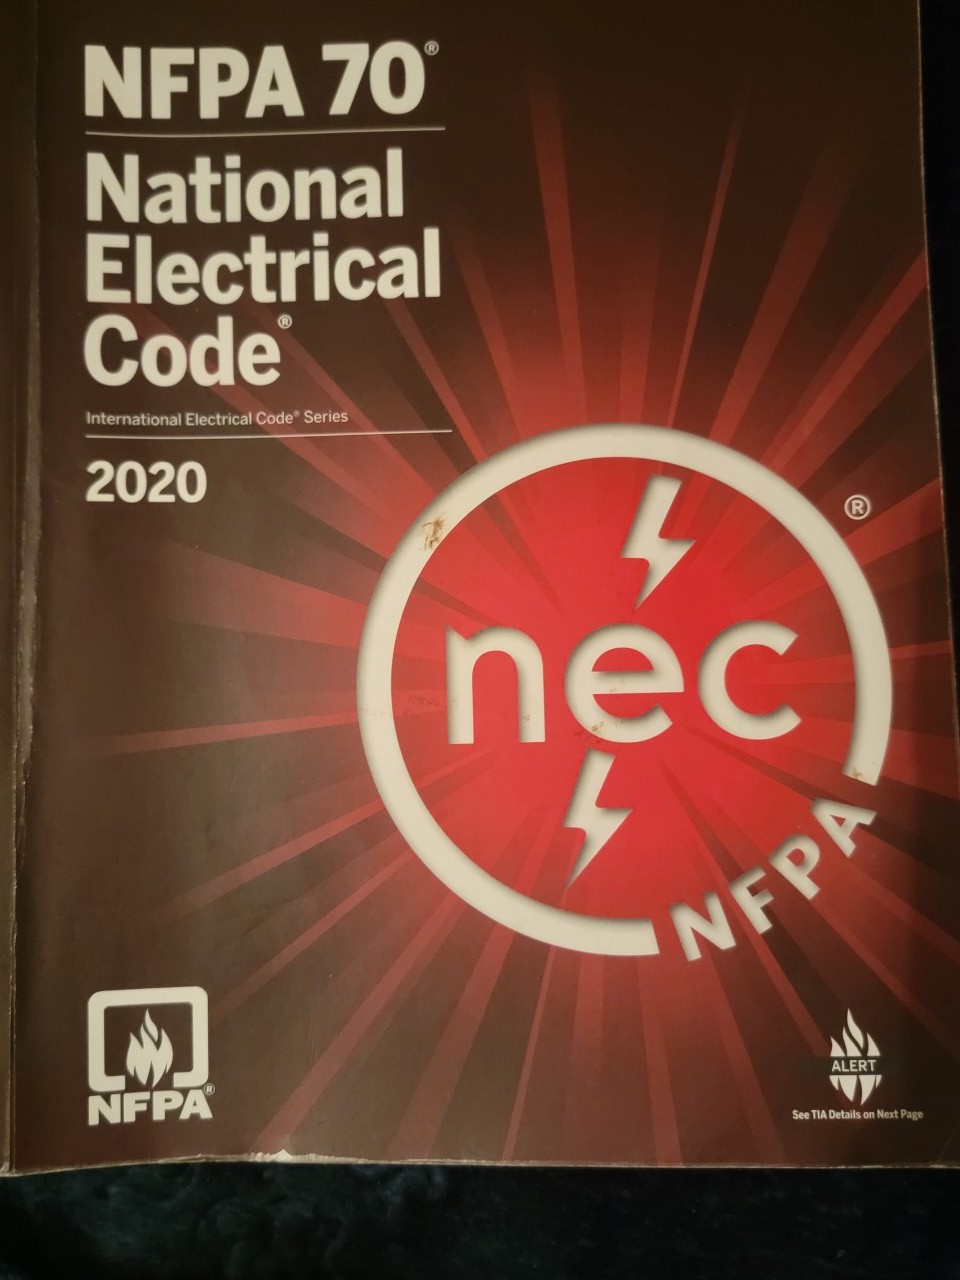 NFPA 70®
National
Electrical
Code®
International Electrical Code® Series
2020
®
nec
NFPA
NFPA®
ALERT
See TIA Details on Next Page